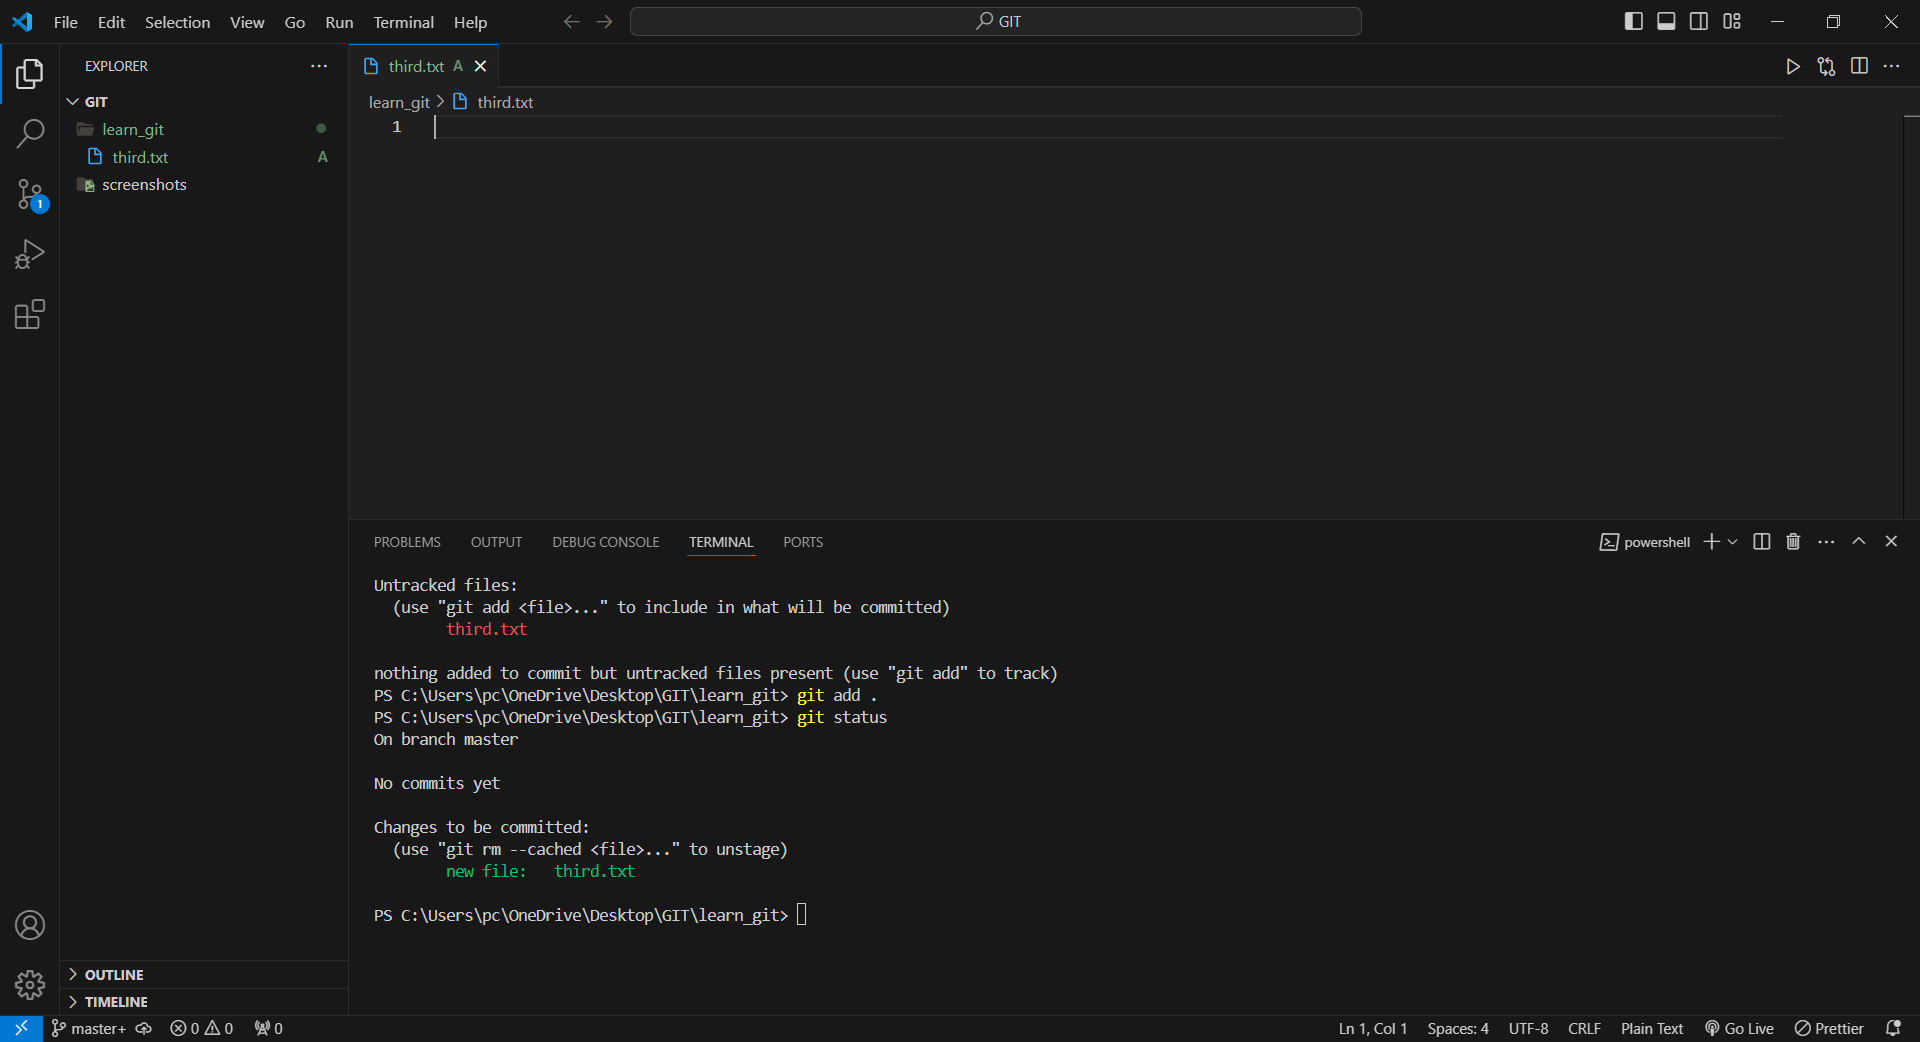 File Edit Selection View Go Run Terminal Help
GIT
EXPLORER
GIT
learn_git
third.txt A
screenshots
OUTLINE
TIMELINE
third.txt A
learn_git > third.txt
1
PROBLEMS OUTPUT DEBUG CONSOLE TERMINAL PORTS
powershell
Untracked files:
(use "git add <file>..." to include in what will be committed)
third.txt
nothing added to commit but untracked files present (use "git add" to track)
PS C:\Users\pc\OneDrive\Desktop\GIT\learn_git> git add .
PS C:\Users\pc\OneDrive\Desktop\GIT\learn_git> git status
On branch master
No commits yet
Changes to be committed:
(use "git rm --cached <file>..." to unstage)
new file: third.txt
PS C:\Users\pc\OneDrive\Desktop\GIT\learn_git>
1
master+ 0 0 0
Ln 1, Col 1 Spaces: 4 UTF-8 CRLF Plain Text Go Live Prettier